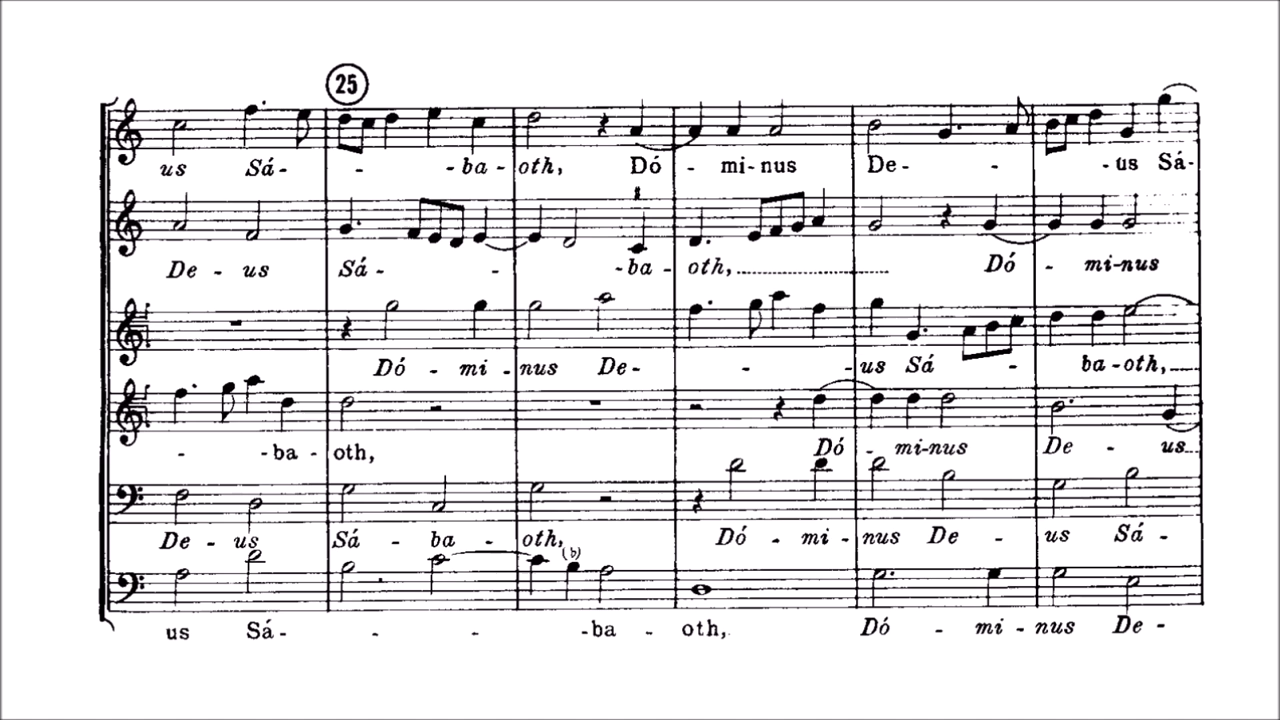 25
us Sá - - - ba - oth, Dó - mi - nus De - - - us Sá -
De - us Sá - - - ba - oth,............ Dó - mi-nus
Dó - mi - nus De - - - us Sá - ba-oth,....
- - ba - oth, Dó - mi-nus De - us..
De - us Sá - ba - oth, Dó - mi - nus De - us Sá -
(b)
us Sá - - - - ba - oth, Dó - mi - nus De -